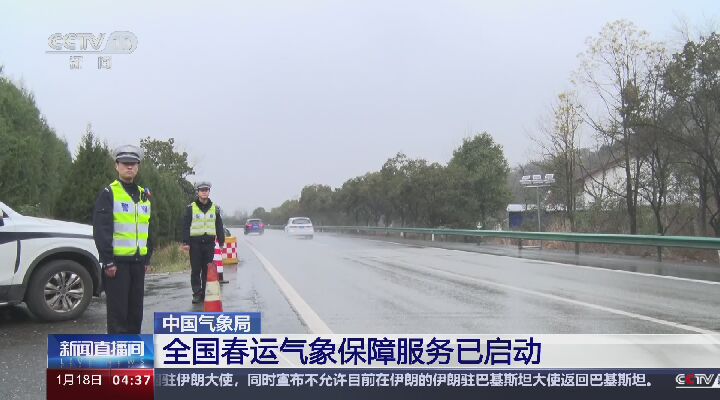 CCTV 13
新闻
中国气象局
新闻直播间
全国春运气象保障服务已启动
1月18日 04:37
驻伊朗大使，同时宣布不允许目前在伊朗的伊朗驻巴基斯坦大使返回巴基斯坦。